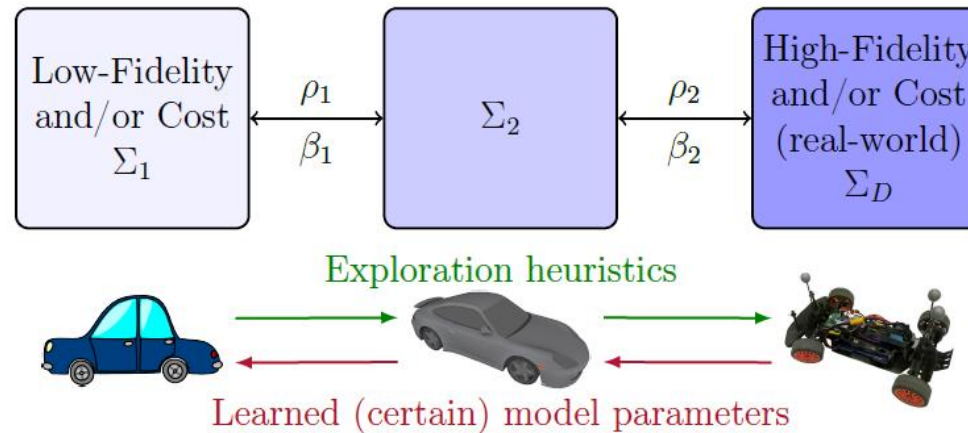 Low-Fidelity
and/or Cost
Σ₁
ρ₁
β₁
Σ₂
ρ₂
β₂
High-Fidelity
and/or Cost
(real-world)
Σ_D
Exploration heuristics
Learned (certain) model parameters